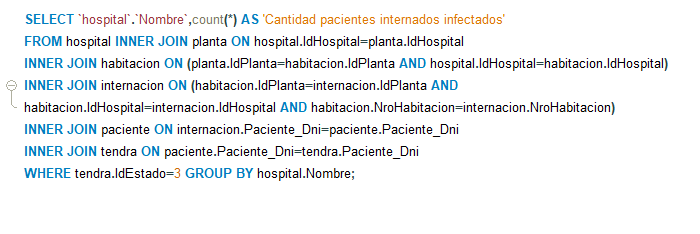 SELECT `hospital`.`Nombre`,count(*) AS 'Cantidad pacientes internados infectados'
FROM hospital INNER JOIN planta ON hospital.IdHospital=planta.IdHospital
INNER JOIN habitacion ON (planta.IdPlanta=habitacion.IdPlanta AND hospital.IdHospital=habitacion.IdHospital)
INNER JOIN internacion ON (habitacion.IdPlanta=internacion.IdPlanta AND
habitacion.IdHospital=internacion.IdHospital AND habitacion.NroHabitacion=internacion.NroHabitacion)
INNER JOIN paciente ON internacion.Paciente_Dni=paciente.Paciente_Dni
INNER JOIN tendra ON paciente.Paciente_Dni=tendra.Paciente_Dni
WHERE tendra.IdEstado=3 GROUP BY hospital.Nombre;